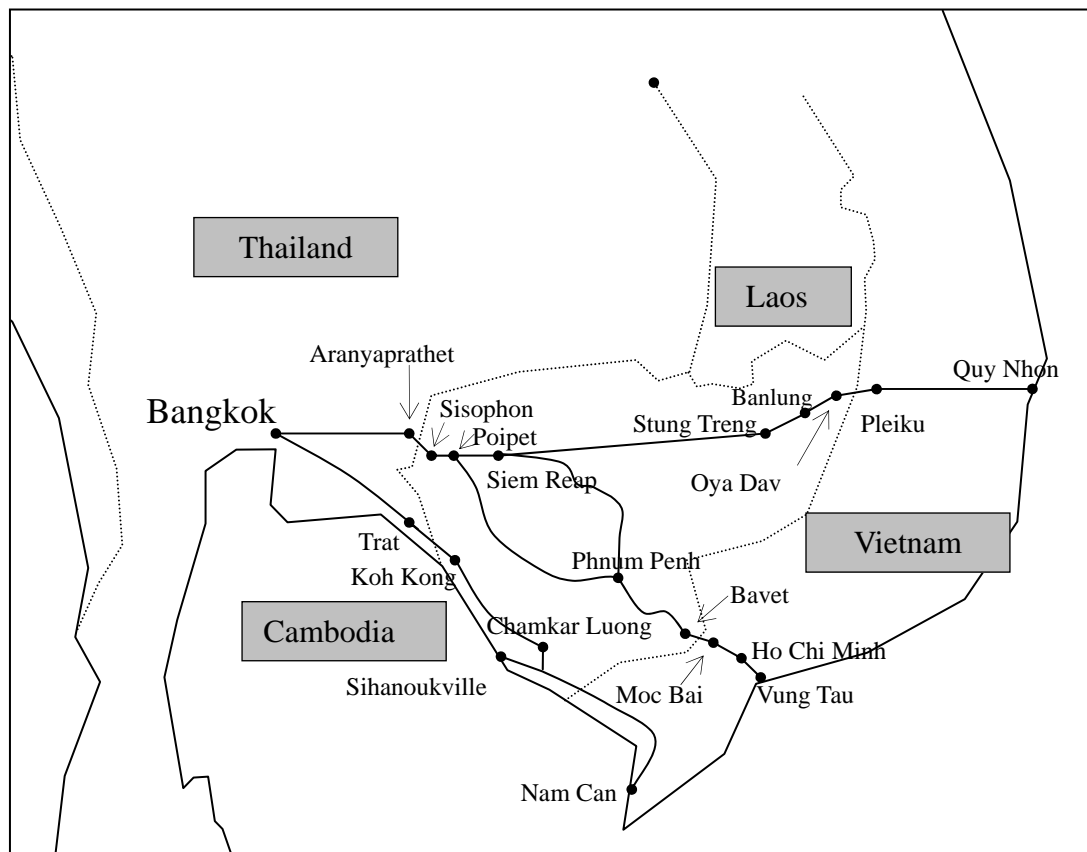 Thailand
Laos
Aranyaprathet
Quy Nhon
Bangkok
Sisophon
Banlung
Pleiku
Poipet
Stung Treng
Siem Reap
Oya Dav
Trat
Vietnam
Phnum Penh
Koh Kong
Bavet
Cambodia
Chamkar Luong
Ho Chi Minh
Sihanoukville
Moc Bai
Vung Tau
Nam Can